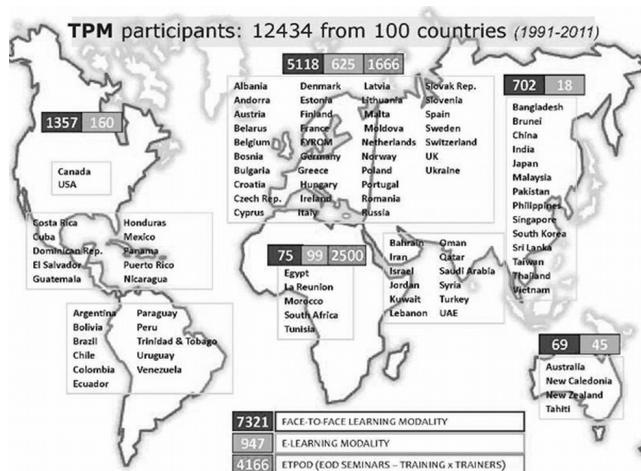 TPM participants: 12434 from 100 countries (1991-2011)
5118 625 1666
702 18
1357 160
Canada
USA
Albania Denmark Latvia Slovak Rep.
Andorra Estonia Lithuania Slovenia
Austria Finland Malta Spain
Belarus France Moldova Sweden
Belgium FYROM Netherlands Switzerland
Bosnia Germany Norway UK
Bulgaria Greece Poland Ukraine
Croatia Hungary Portugal
Czech Rep. Ireland Romania
Cyprus Italy Russia
Bangladesh
Brunei
China
India
Japan
Malaysia
Pakistan
Philippines
Singapore
South Korea
Sri Lanka
Taiwan
Thailand
Vietnam
Costa Rica Honduras
Cuba Mexico
Dominican Rep. Panama
El Salvador Puerto Rico
Guatemala Nicaragua
75 99 2500
Egypt
La Reunion
Morocco
South Africa
Tunisia
Bahrain Oman
Iran Qatar
Israel Saudi Arabia
Jordan Syria
Kuwait Turkey
Lebanon UAE
Argentina Paraguay
Bolivia Peru
Brazil Trinidad & Tobago
Chile Uruguay
Colombia Venezuela
Ecuador
69 45
Australia
New Caledonia
New Zealand
Tahiti
7321 FACE-TO-FACE LEARNING MODALITY
947 E-LEARNING MODALITY
4166 ETPOD (EOD SEMINARS – TRAINING x TRAINERS)